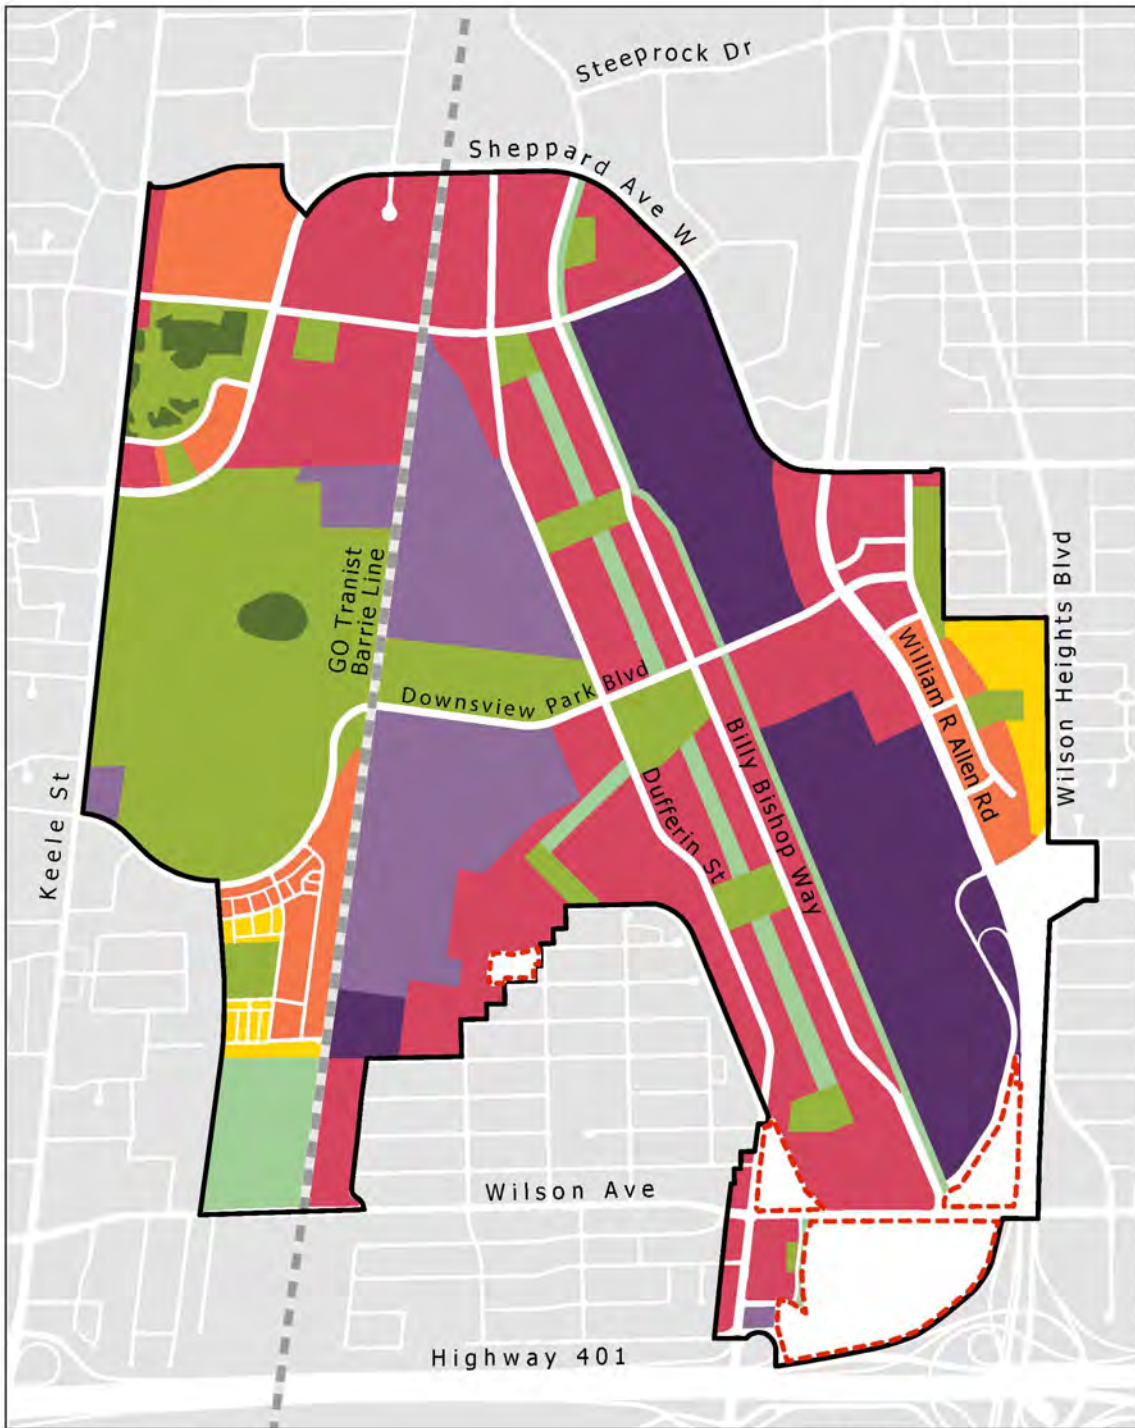 Steeprock Dr
Sheppard Ave W
GO Tranist
Barrie Line
Downsview Park Blvd
William R Allen Rd
Wilson Heights Blvd
Keele St
Dufferin St
Billy Bishop Way
Wilson Ave
Highway 401